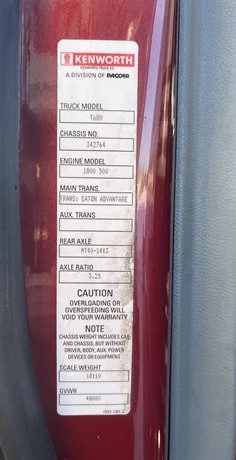 KENWORTH
KENWORTH TRUCK CO.
A DIVISION OF PACCAR
TRUCK MODEL
T680
CHASSIS NO.
342764
ENGINE MODEL
1800 500
MAIN TRANS.
TRANS: EATON ADVANTAGE
AUX. TRANS
REAR AXLE
MT40-14X3
AXLE RATIO
3.25
CAUTION
OVERLOADING OR
OVERSPEEDING WILL
VOID YOUR WARRANTY
NOTE
CHASSIS WEIGHT INCLUDES CAB
AND CHASSIS, BUT WITHOUT
DRIVER, BODY, AUX. POWER
DEVICES OR EQUIPMENT.
SCALE WEIGHT
18110
GVWR
48000